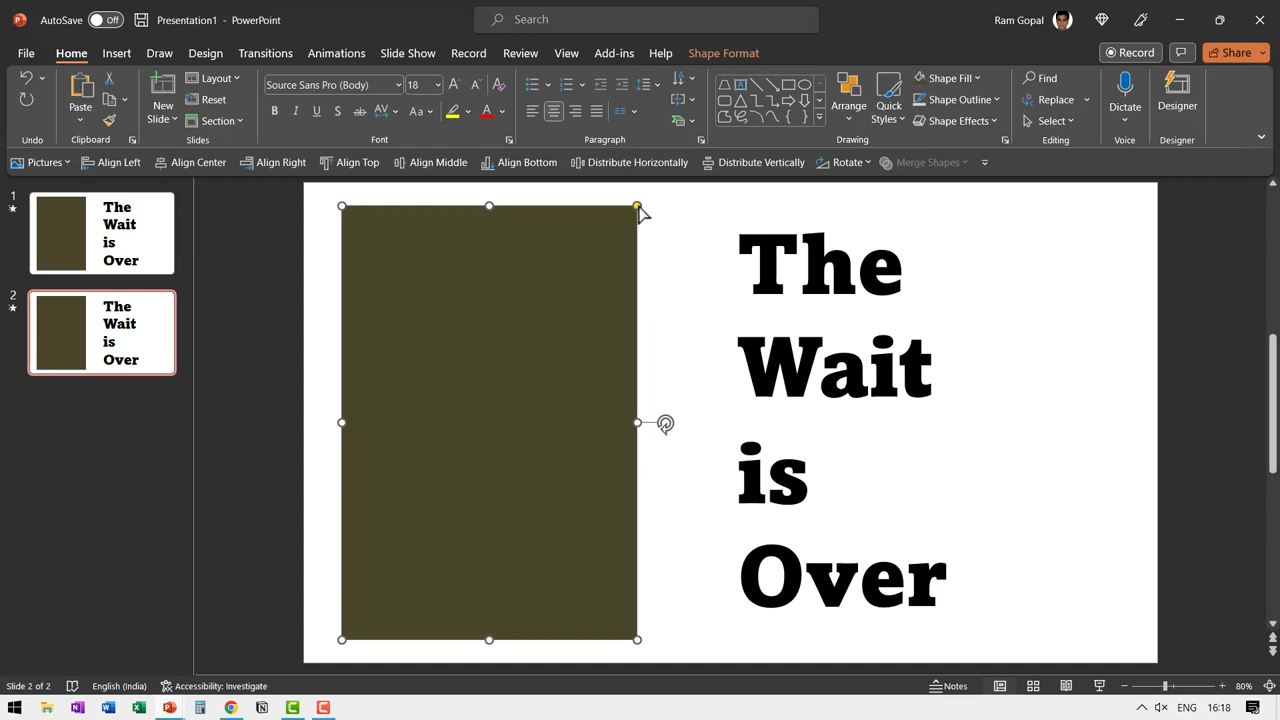 AutoSave Off Presentation1 - PowerPoint Search Ram Gopal
File Home Insert Draw Design Transitions Animations Slide Show Record Review View Add-ins Help Shape Format Record Share
Paste New Slide Layout Reset Section Source Sans Pro (Body) 18 Arrange Quick Styles Shape Fill Shape Outline Shape Effects Find Replace Select Dictate Designer
Undo Clipboard Slides Font Paragraph Drawing Editing Voice Designer
Pictures Align Left Align Center Align Right Align Top Align Middle Align Bottom Distribute Horizontally Distribute Vertically Rotate Merge Shapes
1
The
Wait
is
Over
2
The
Wait
is
Over
The
Wait
is
Over
Slide 2 of 2 English (India) Accessibility: Investigate Notes 80%
ENG 16:18